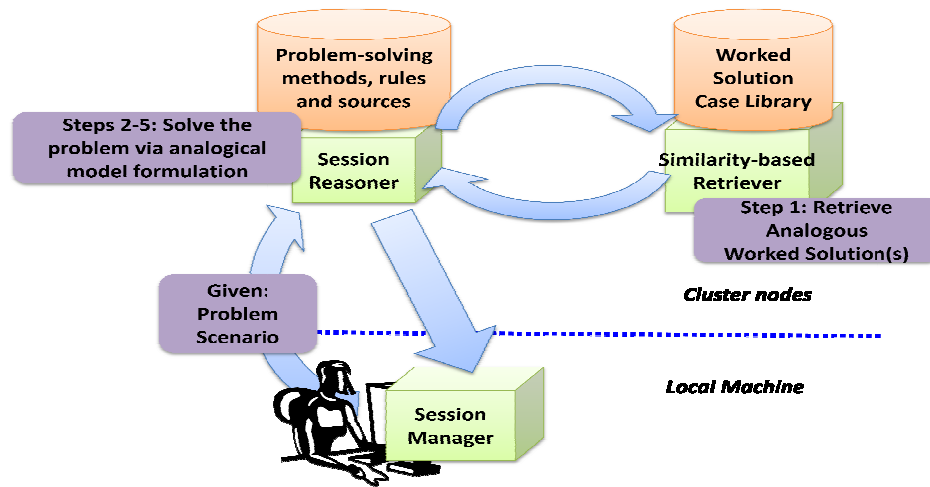 Problem-solving
methods, rules
and sources
Worked
Solution
Case Library
Steps 2-5: Solve the
problem via analogical
model formulation
Session
Reasoner
Similarity-based
Retriever
Step 1: Retrieve
Analogous
Worked Solution(s)
Given:
Problem
Scenario
Cluster nodes
Local Machine
Session
Manager